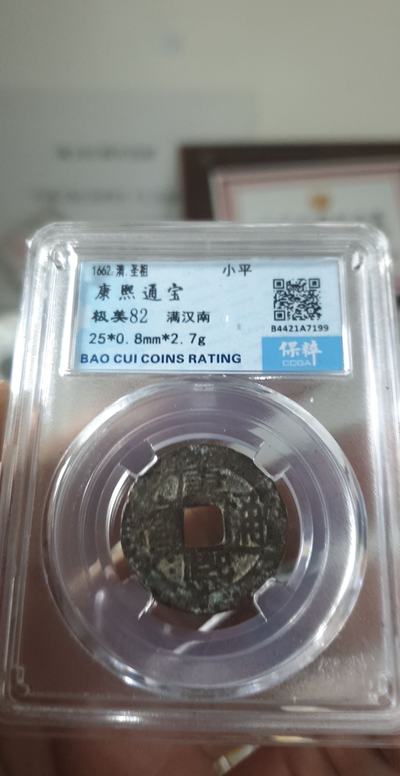 1662.清.圣祖 小平
康熙通宝
极美82 满汉南
B4421A7199
25*0.8mm*2.7g
保粹
CCGA
BAO CUI COINS RATING